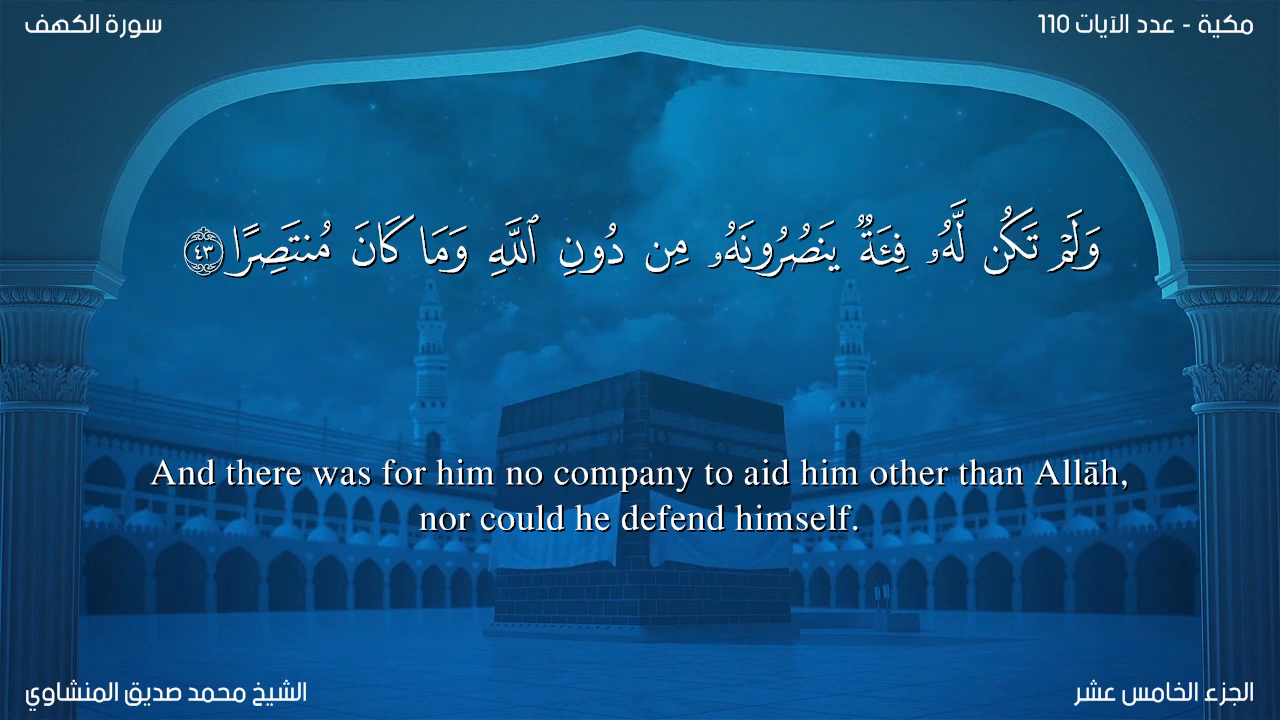 مكية - عدد الآيات 110
سورة الكهف
وَلَمْ تَكُن لَّهُۥ فِئَةٌ يَنصُرُونَهُۥ مِن دُونِ ٱللَّهِ وَمَا كَانَ مُنتَصِرًا ٤٣
And there was for him no company to aid him other than Allāh,
nor could he defend himself.
الجزء الخامس عشر
الشيخ محمد صديق المنشاوي